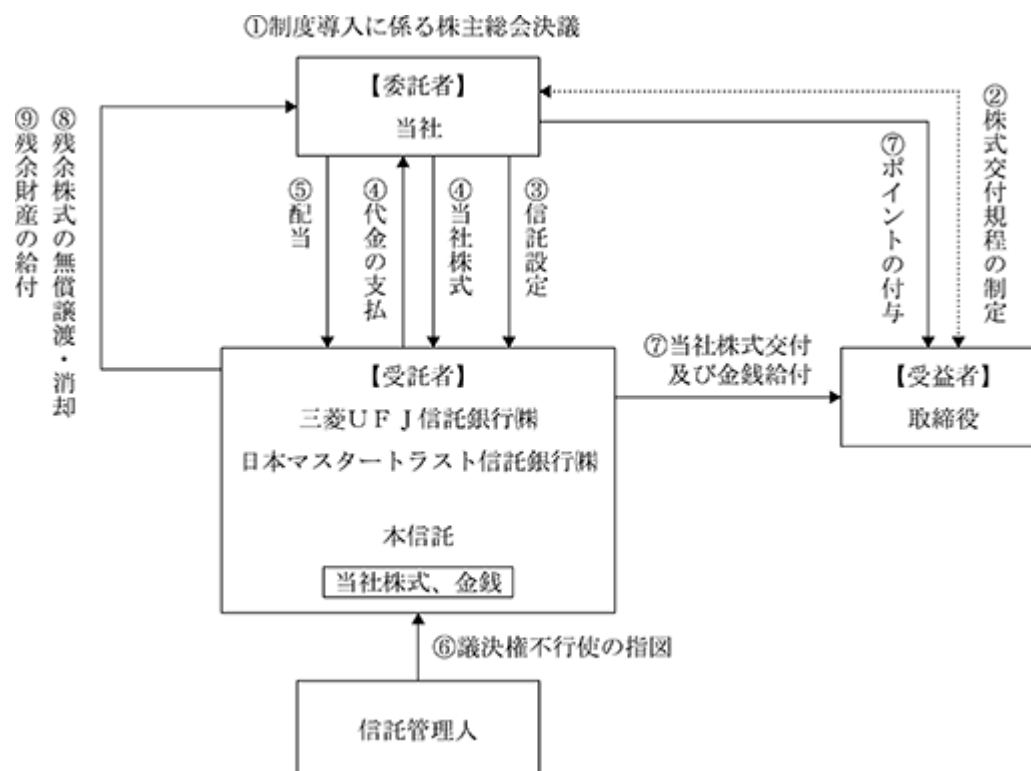 ①制度導入に係る株主総会決議
【委託者】
当社
⑨残余財産の給付
⑧残余株式の無償譲渡・消却
⑤配当
④代金の支払
④当社株式
③信託設定
⑦ポイントの付与
②株式交付規程の制定
【受託者】
三菱UFJ信託銀行㈱
日本マスタートラスト信託銀行㈱
本信託
当社株式、金銭
⑦当社株式交付
及び金銭給付
【受益者】
取締役
⑥議決権不行使の指図
信託管理人